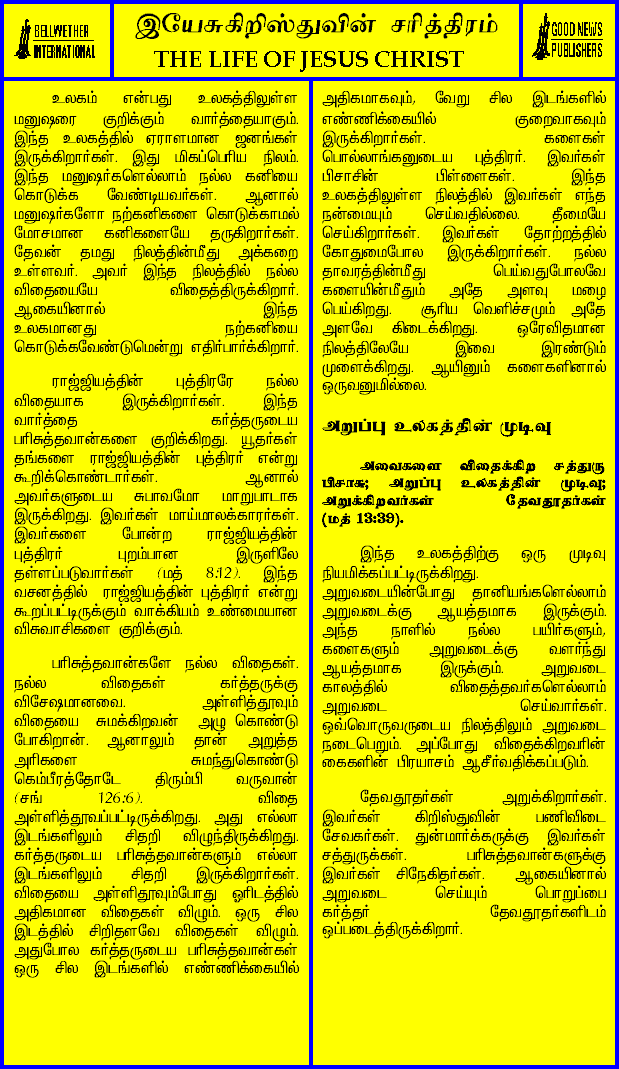 BELLWETHER
INTERNATIONAL
இயேசுகிறிஸ்துவின் சரித்திரம்
THE LIFE OF JESUS CHRIST
GOOD NEWS
PUBLISHERS
உலகம் என்பது உலகத்திலுள்ள
மனுஷரை குறிக்கும் வார்த்தையாகும்.
இந்த உலகத்தில் ஏராளமான ஜனங்கள்
இருக்கிறார்கள். இது மிகப்பெரிய நிலம்.
இந்த மனுஷர்களெல்லாம் நல்ல கனியை
கொடுக்க வேண்டியவர்கள். ஆனால்
மனுஷர்களோ நற்கனிகளை கொடுக்காமல்
மோசமான கனிகளையே தருகிறார்கள்.
தேவன் தமது நிலத்தின்மீது அக்கறை
உள்ளவர். அவர் இந்த நிலத்தில் நல்ல
விதையையே விதைத்திருக்கிறார்.
ஆகையினால் இந்த
உலகமானது நற்கனியை
கொடுக்கவேண்டுமென்று எதிர்பார்க்கிறார்.
ராஜ்ஜியத்தின் புத்திரரே நல்ல
விதையாக இருக்கிறார்கள். இந்த
வார்த்தை கர்த்தருடைய
பரிசுத்தவான்களை குறிக்கிறது. யூதர்கள்
தங்களை ராஜ்ஜியத்தின் புத்திரர் என்று
கூறிக்கொண்டார்கள். ஆனால்
அவர்களுடைய சுபாவமோ மாறுபாடாக
இருக்கிறது. இவர்கள் மாய்மாலக்காரர்கள்.
இவர்களை போன்ற ராஜ்ஜியத்தின்
புத்திரர் புறம்பான இருளிலே
தள்ளப்படுவார்கள் (மத் 8:12). இந்த
வசனத்தில் ராஜ்ஜியத்தின் புத்திரர் என்று
கூறப்பட்டிருக்கும் வாக்கியம் உண்மையான
விசுவாசிகளை குறிக்கும்.
பரிசுத்தவான்களே நல்ல விதைகள்.
நல்ல விதைகள் கர்த்தருக்கு
விசேஷமானவை. அள்ளித்தூவும்
விதையை சுமக்கிறவன் அழு கொண்டு
போகிறான். ஆனாலும் தான் அறுத்த
அரிகளை சுமந்துகொண்டு
கெம்பீரத்தோடே திரும்பி வருவான்
(சங் 126:6). விதை
அள்ளித்தூவப்பட்டிருக்கிறது. அது எல்லா
இடங்களிலும் சிதறி விழுந்திருக்கிறது.
கர்த்தருடைய பரிசுத்தவான்களும் எல்லா
இடங்களிலும் சிதறி இருக்கிறார்கள்.
விதையை அள்ளிதூவும்போது ஓரிடத்தில்
அதிகமான விதைகள் விழும். ஒரு சில
இடத்தில் சிறிதளவே விதைகள் விழும்.
அதுபோல கர்த்தருடைய பரிசுத்தவான்கள்
ஒரு சில இடங்களில் எண்ணிக்கையில்
அதிகமாகவும், வேறு சில இடங்களில்
எண்ணிக்கையில் குறைவாகவும்
இருக்கிறார்கள். களைகள்
பொல்லாங்கனுடைய புத்திரர். இவர்கள்
பிசாசின் பிள்ளைகள். இந்த
உலகத்திலுள்ள நிலத்தில் இவர்கள் எந்த
நன்மையும் செய்வதில்லை. தீமையே
செய்கிறார்கள். இவர்கள் தோற்றத்தில்
கோதுமைபோல இருக்கிறார்கள். நல்ல
தாவரத்தின்மீது பெய்வதுபோலவே
களையின்மீதும் அதே அளவு மழை
பெய்கிறது. சூரிய வெளிச்சமும் அதே
அளவே கிடைக்கிறது. ஒரேவிதமான
நிலத்திலேயே இவை இரண்டும்
முளைக்கிறது. ஆயினும் களைகளினால்
ஒருவனுமில்லை.
அறுப்பு உலகத்தின் முடிவு
அவைகளை விதைக்கிற சத்துரு
பிசாசு; அறுப்பு உலகத்தின் முடிவு;
அறுக்கிறவர்கள் தேவதூதர்கள்
(மத் 13:39).
இந்த உலகத்திற்கு ஒரு முடிவு
நியமிக்கப்பட்டிருக்கிறது.
அறுவடையின்போது தானியங்களெல்லாம்
அறுவடைக்கு ஆயத்தமாக இருக்கும்.
அந்த நாளில் நல்ல பயிர்களும்,
களைகளும் அறுவடைக்கு வளர்ந்து
ஆயத்தமாக இருக்கும். அறுவடை
காலத்தில் விதைத்தவர்களெல்லாம்
அறுவடை செய்வார்கள்.
ஒவ்வொருவருடைய நிலத்திலும் அறுவடை
நடைபெறும். அப்போது விதைக்கிறவரின்
கைகளின் பிரயாசம் ஆசீர்வதிக்கப்படும்.
தேவதூதர்கள் அறுக்கிறார்கள்.
இவர்கள் கிறிஸ்துவின் பணிவிடை
சேவகர்கள். துன்மார்க்கருக்கு இவர்கள்
சத்துருக்கள். பரிசுத்தவான்களுக்கு
இவர்கள் சிநேகிதர்கள். ஆகையினால்
அறுவடை செய்யும் பொறுப்பை
கர்த்தர் தேவதூதர்களிடம்
ஒப்படைத்திருக்கிறார்.